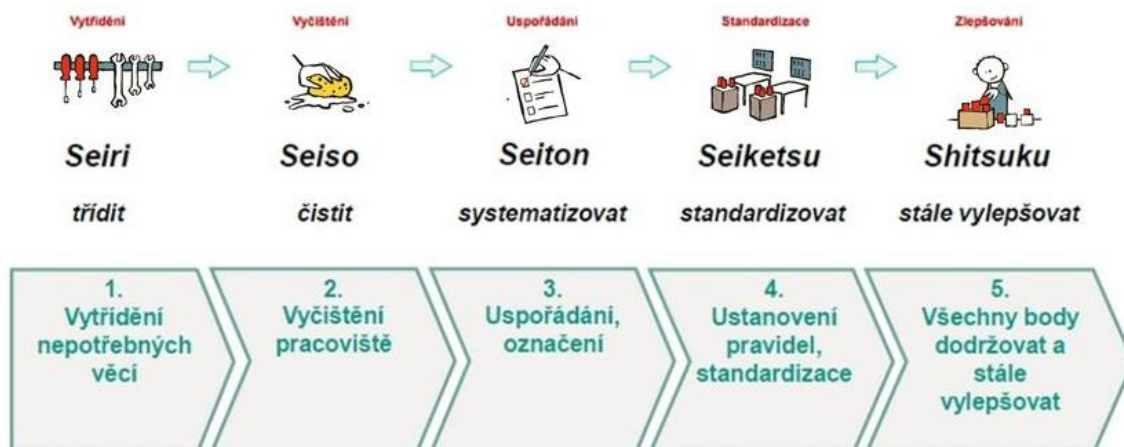 Vytřídění
Vyčištění
Uspořádání
Standardizace
Zlepšování
Seiri
Seiso
Seiton
Seiketsu
Shitsuku
třídit
čistit
systematizovat
standardizovat
stále vylepšovat
1.
Vytřídění
nepotřebných
věcí
2.
Vyčištění
pracoviště
3.
Uspořádání,
označení
4.
Ustanovení
pravidel,
standardizace
5.
Všechny body
dodržovat a
stále
vylepšovat